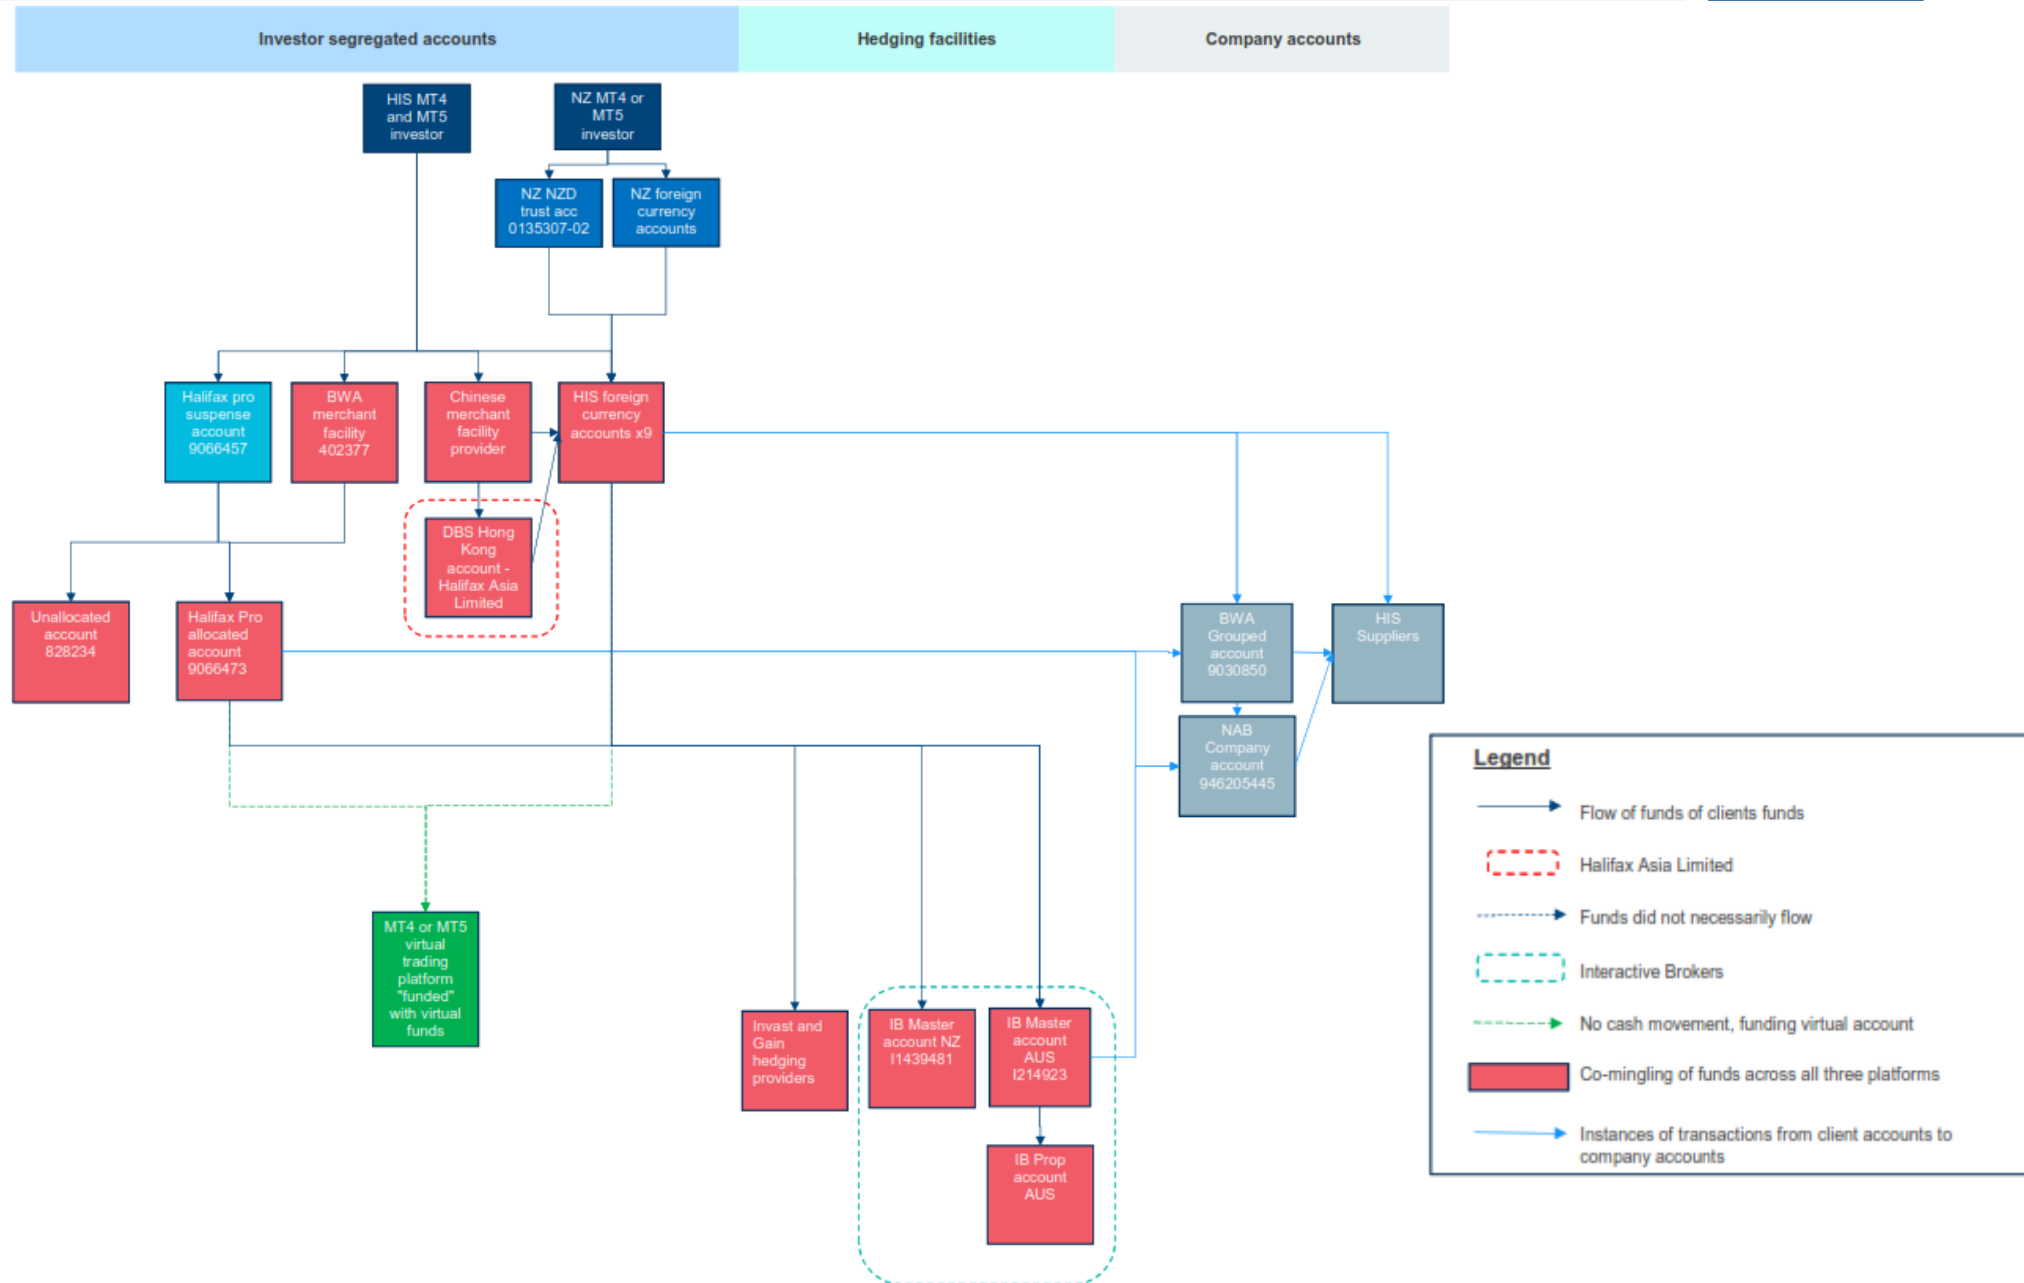 Investor segregated accounts
Hedging facilities
Company accounts
HIS MT4
and MT5
investor
NZ MT4 or
MT5
investor
NZ NZD
trust acc
0135307-02
NZ foreign
currency
accounts
Halifax pro
suspense
account
9066457
BWA
merchant
facility
402377
Chinese
merchant
facility
provider
HIS foreign
currency
accounts x9
DBS Hong
Kong
account -
Halifax Asia
Limited
Unallocated
account
828234
Halifax Pro
allocated
account
9066473
BWA
Grouped
account
9030850
HIS
Suppliers
NAB
Company
account
946205445
MT4 or MT5
virtual
trading
platform
"funded"
with virtual
funds
Invast and
Gain
hedging
providers
IB Master
account NZ
I1439481
IB Master
account
AUS
I214923
IB Prop
account
AUS
Legend
Flow of funds of clients funds
Halifax Asia Limited
Funds did not necessarily flow
Interactive Brokers
No cash movement, funding virtual account
Co-mingling of funds across all three platforms
Instances of transactions from client accounts to
company accounts